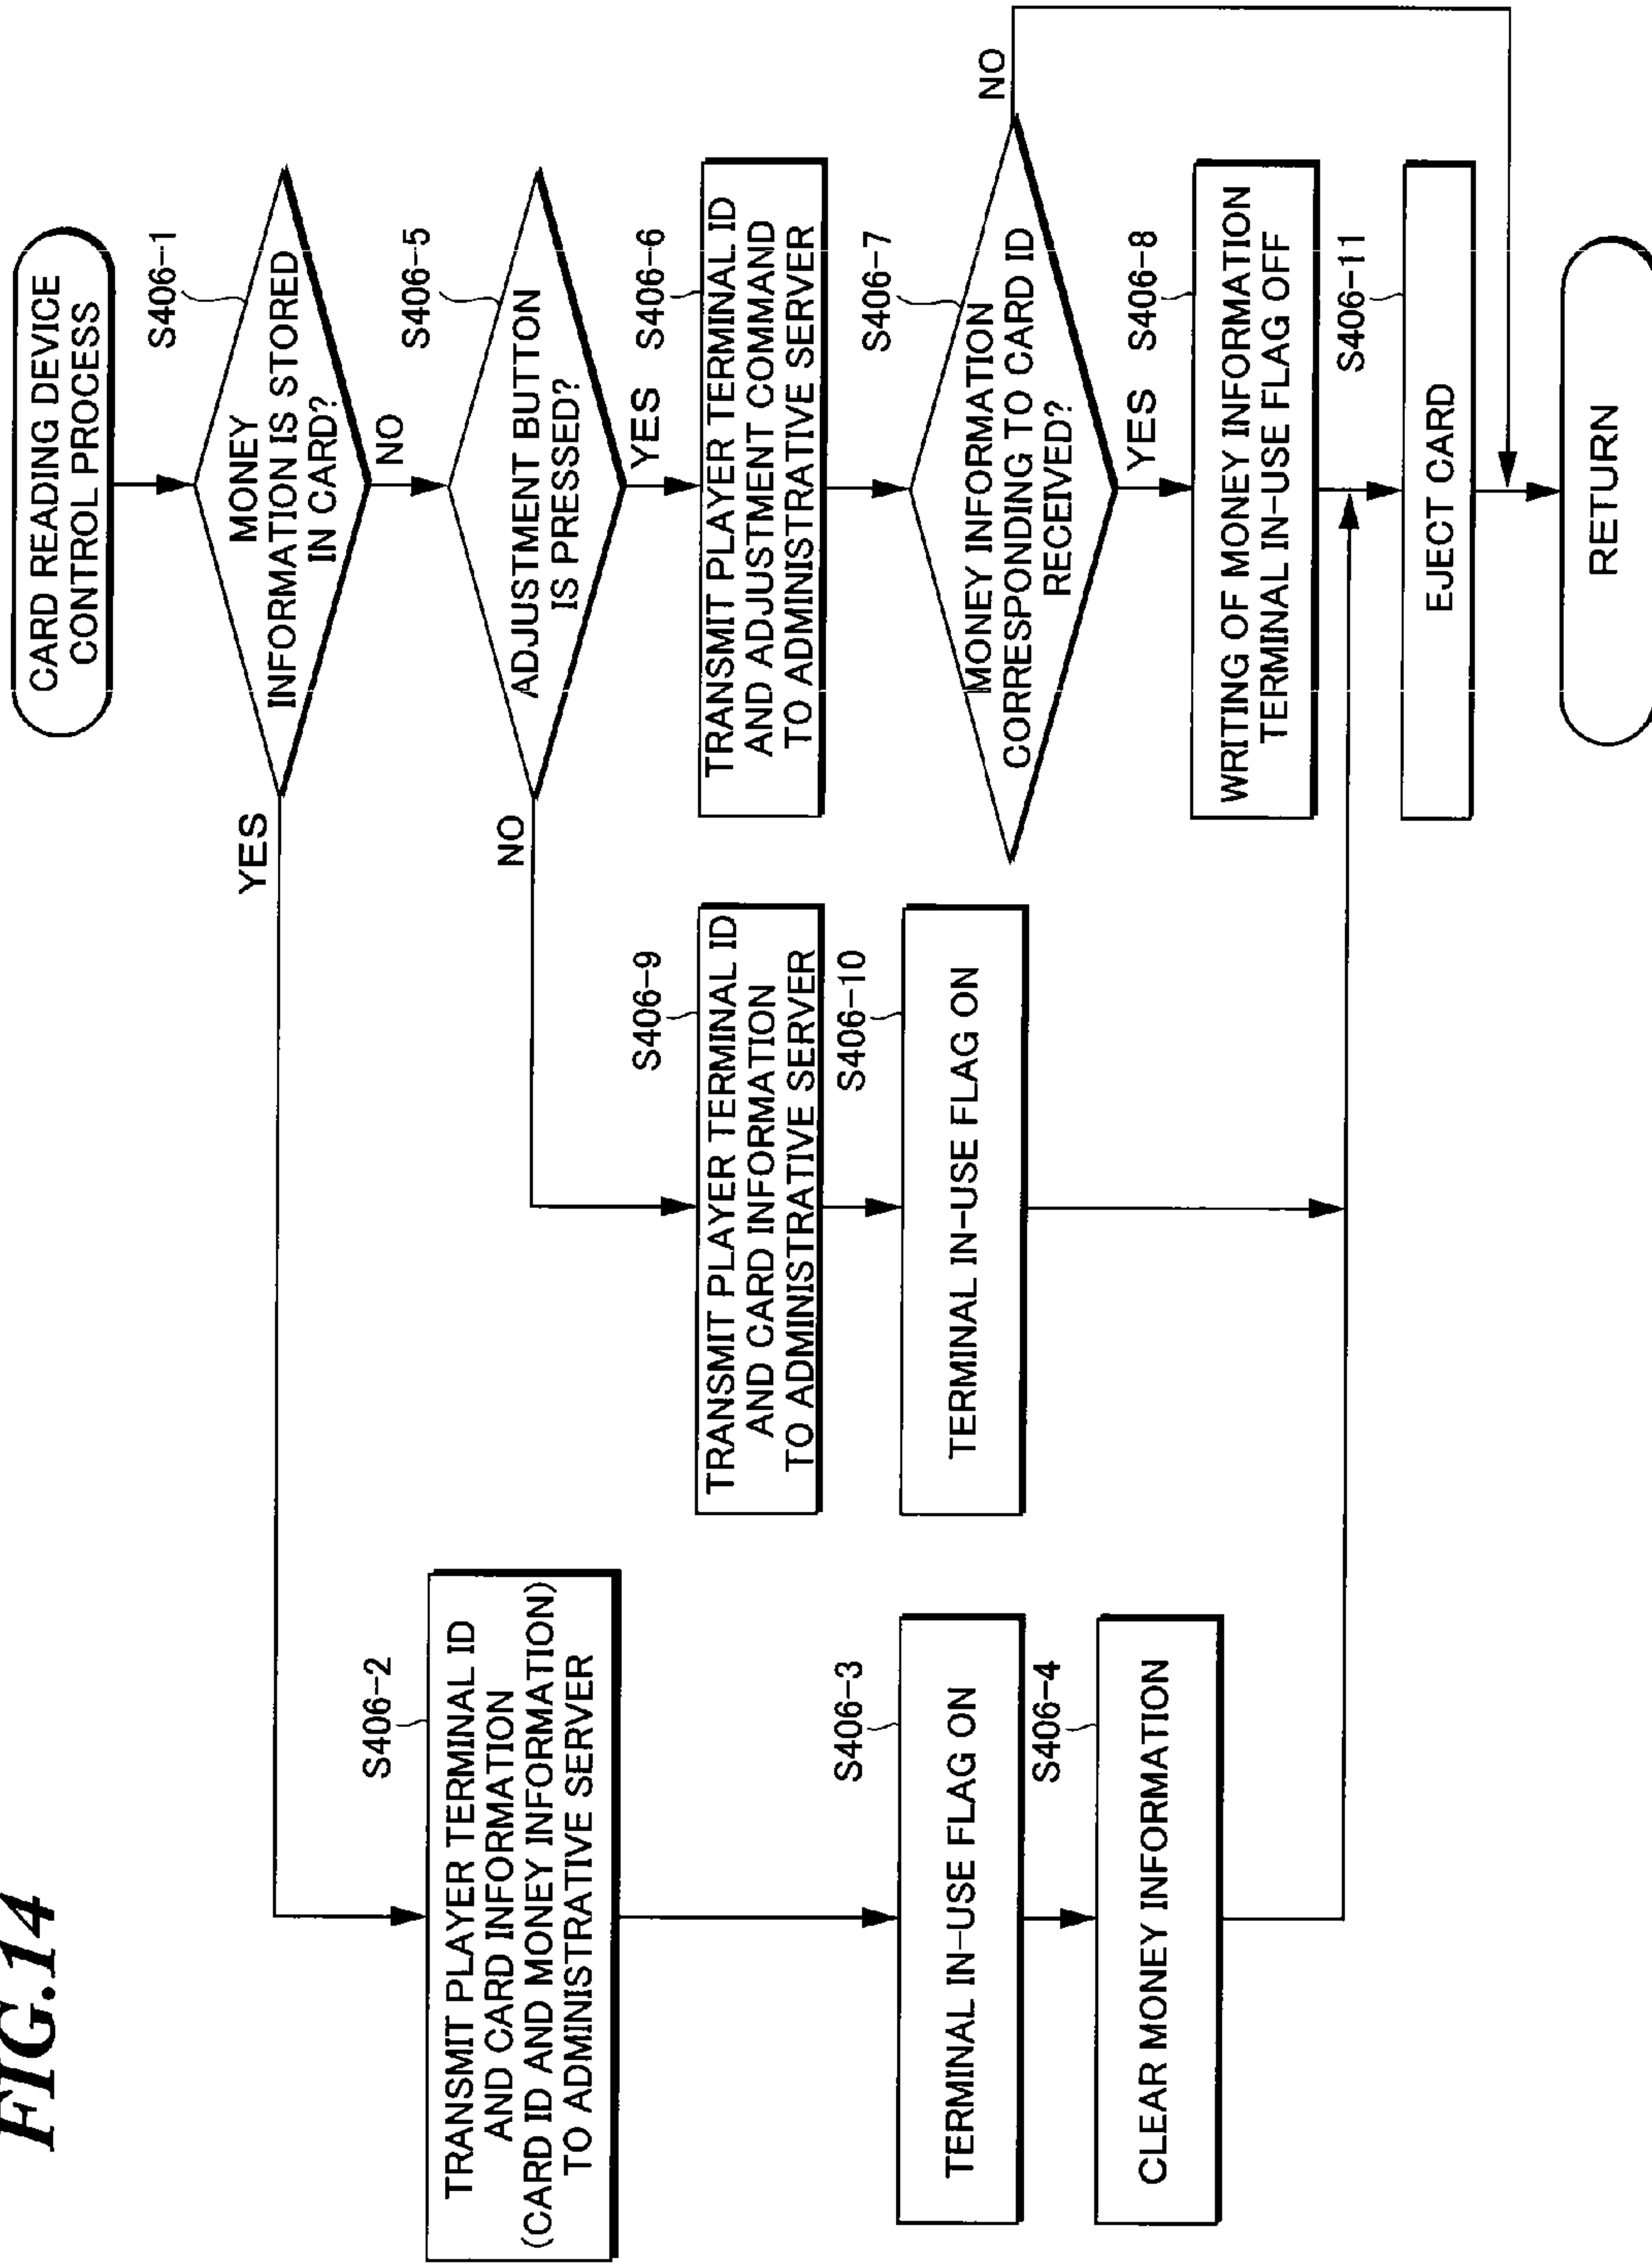 FIG.14
CARD READING DEVICE
CONTROL PROCESS
S406-1
MONEY
INFORMATION IS STORED
IN CARD?
YES
NO
S406-2
TRANSMIT PLAYER TERMINAL ID
AND CARD INFORMATION
(CARD ID AND MONEY INFORMATION)
TO ADMINISTRATIVE SERVER
S406-3
TERMINAL IN-USE FLAG ON
S406-4
CLEAR MONEY INFORMATION
S406-5
ADJUSTMENT BUTTON
IS PRESSED?
NO
YES
S406-9
TRANSMIT PLAYER TERMINAL ID
AND CARD INFORMATION
TO ADMINISTRATIVE SERVER
S406-10
TERMINAL IN-USE FLAG ON
S406-6
TRANSMIT PLAYER TERMINAL ID
AND ADJUSTMENT COMMAND
TO ADMINISTRATIVE SERVER
S406-7
MONEY INFORMATION
CORRESPONDING TO CARD ID
RECEIVED?
NO
YES
S406-8
WRITING OF MONEY INFORMATION
TERMINAL IN-USE FLAG OFF
S406-11
EJECT CARD
RETURN